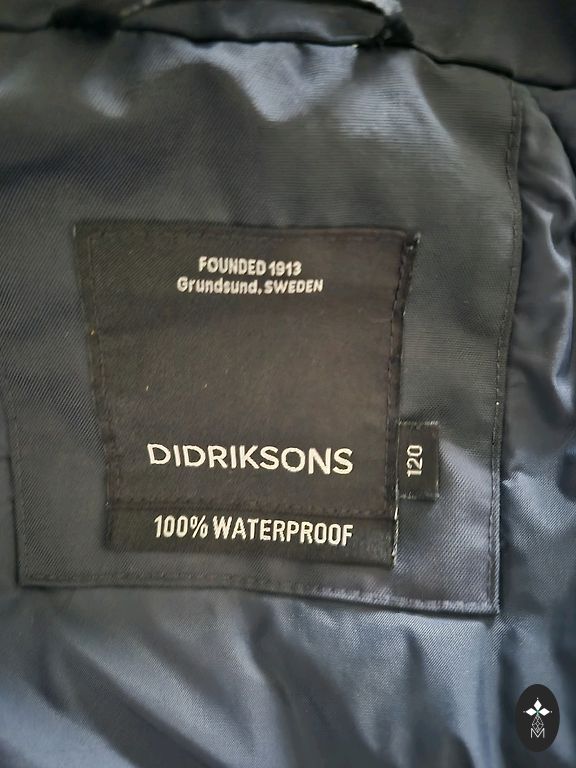 FOUNDED 1913
Grundsund, SWEDEN
DIDRIKSONS
120
100% WATERPROOF
M